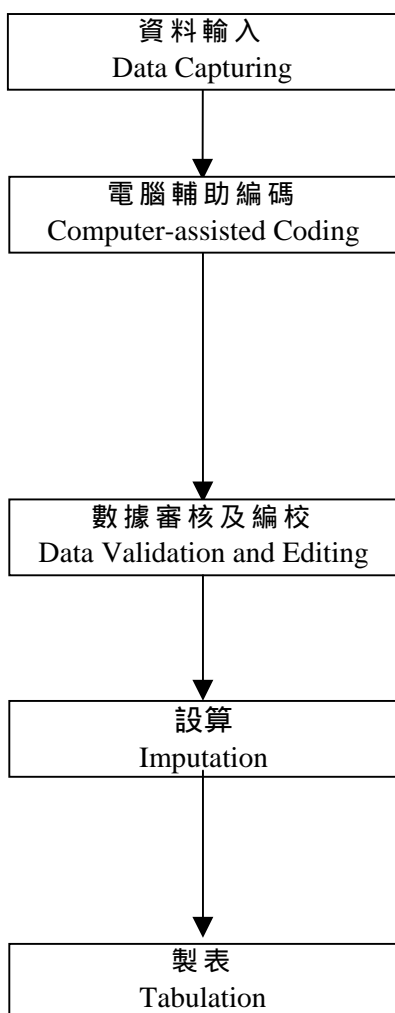 資料輸入
Data Capturing
電腦輔助編碼
Computer-assisted Coding
數據審核及編校
Data Validation and Editing
設算
Imputation
製表
Tabulation